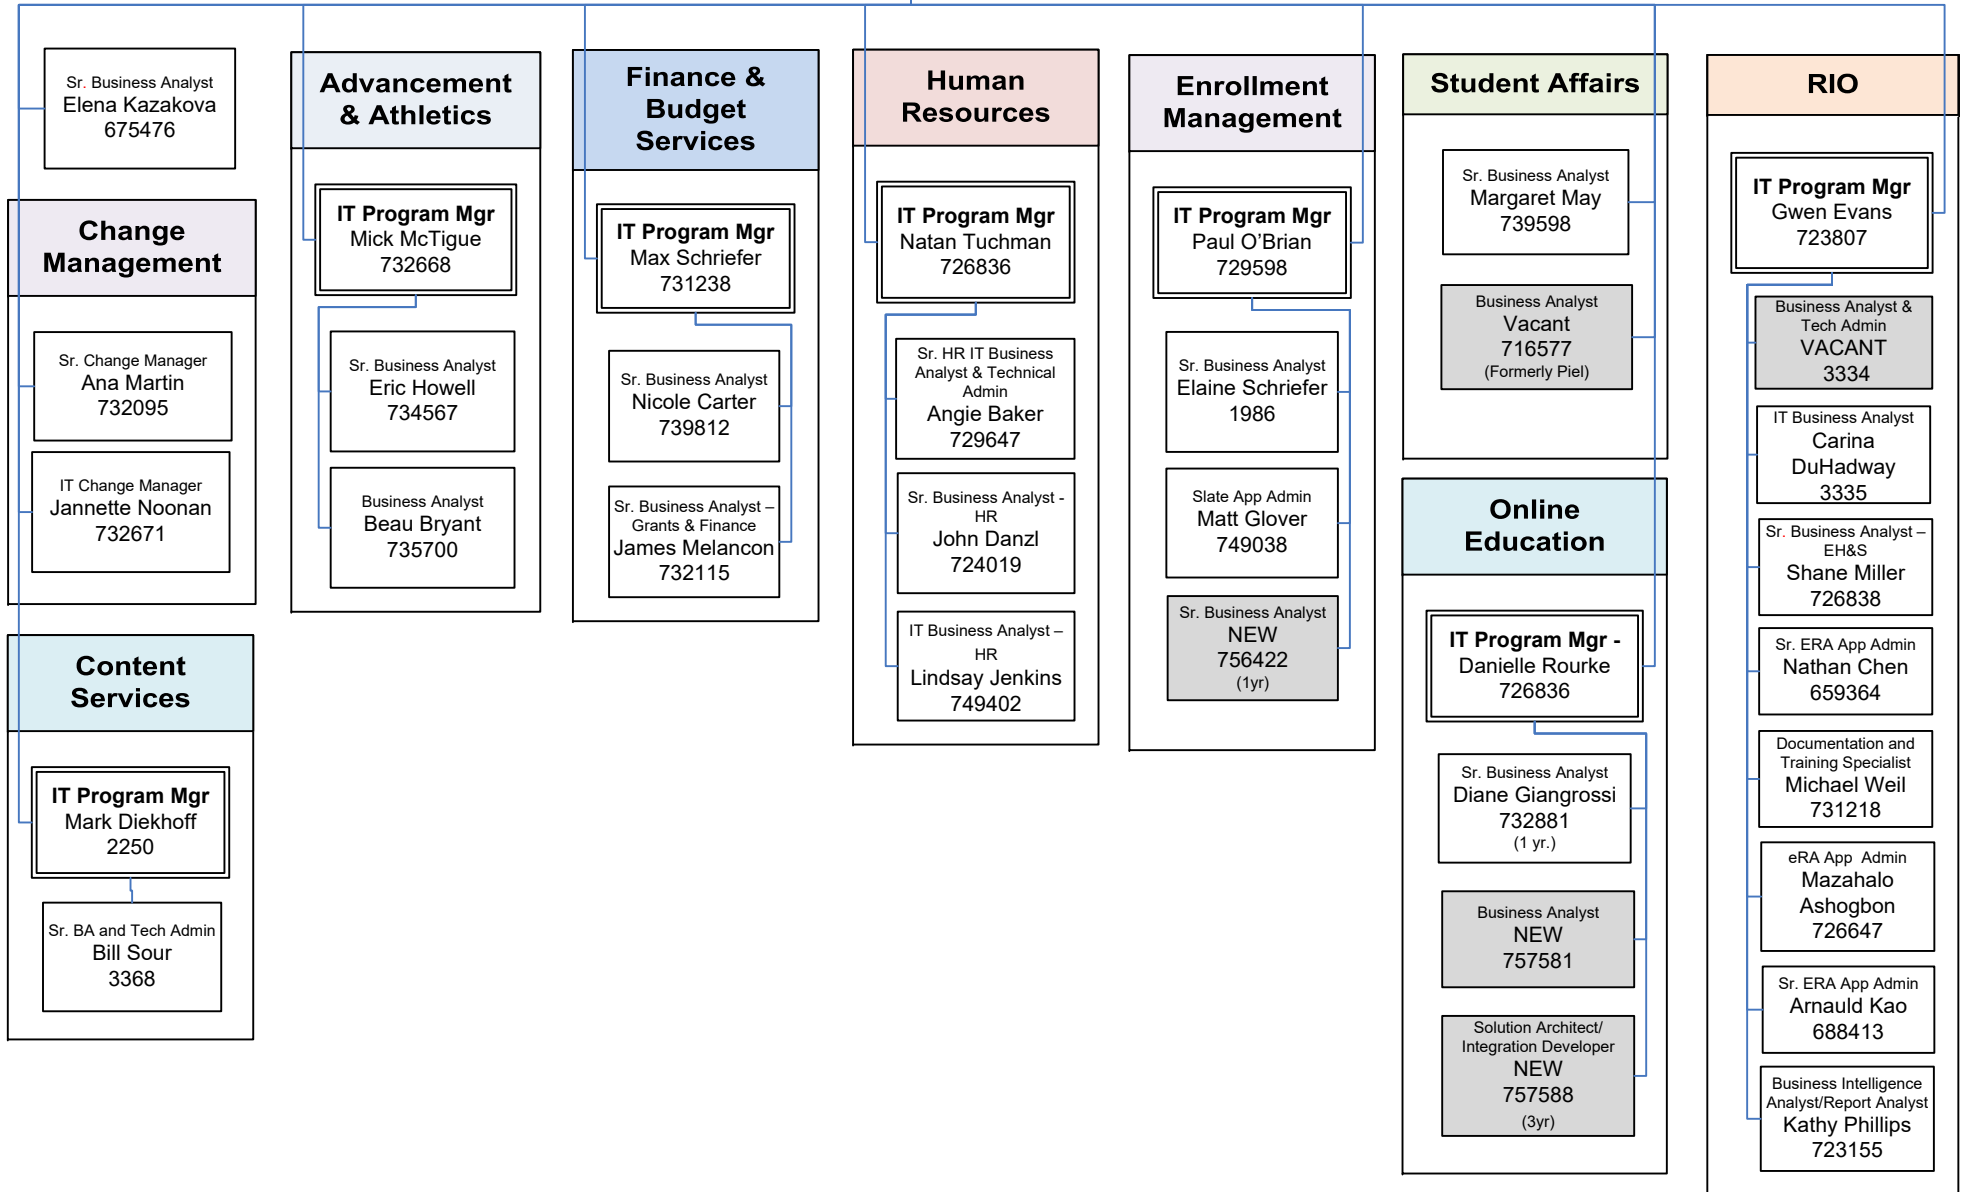 Sr. Business Analyst
Elena Kazakova
675476
Change
Management
Sr. Change Manager
Ana Martin
732095
IT Change Manager
Jannette Noonan
732671
Content
Services
IT Program Mgr
Mark Diekhoff
2250
Sr. BA and Tech Admin
Bill Sour
3368
Advancement
& Athletics
IT Program Mgr
Mick McTigue
732668
Sr. Business Analyst
Eric Howell
734567
Business Analyst
Beau Bryant
735700
Finance &
Budget
Services
IT Program Mgr
Max Schriefer
731238
Sr. Business Analyst
Nicole Carter
739812
Sr. Business Analyst –
Grants & Finance
James Melancon
732115
Human
Resources
IT Program Mgr
Natan Tuchman
726836
Sr. HR IT Business
Analyst & Technical
Admin
Angie Baker
729647
Sr. Business Analyst -
HR
John Danzl
724019
IT Business Analyst –
HR
Lindsay Jenkins
749402
Enrollment
Management
IT Program Mgr
Paul O’Brian
729598
Sr. Business Analyst
Elaine Schriefer
1986
Slate App Admin
Matt Glover
749038
Sr. Business Analyst
NEW
756422
(1yr)
Student Affairs
Sr. Business Analyst
Margaret May
739598
Business Analyst
Vacant
716577
(Formerly Piel)
Online
Education
IT Program Mgr -
Danielle Rourke
726836
Sr. Business Analyst
Diane Giangrossi
732881
(1 yr.)
Business Analyst
NEW
757581
Solution Architect/
Integration Developer
NEW
757588
(3yr)
RIO
IT Program Mgr
Gwen Evans
723807
Business Analyst &
Tech Admin
VACANT
3334
IT Business Analyst
Carina
DuHadway
3335
Sr. Business Analyst –
EH&S
Shane Miller
726838
Sr. ERA App Admin
Nathan Chen
659364
Documentation and
Training Specialist
Michael Weil
731218
eRA App Admin
Mazahalo
Ashogbon
726647
Sr. ERA App Admin
Arnauld Kao
688413
Business Intelligence
Analyst/Report Analyst
Kathy Phillips
723155